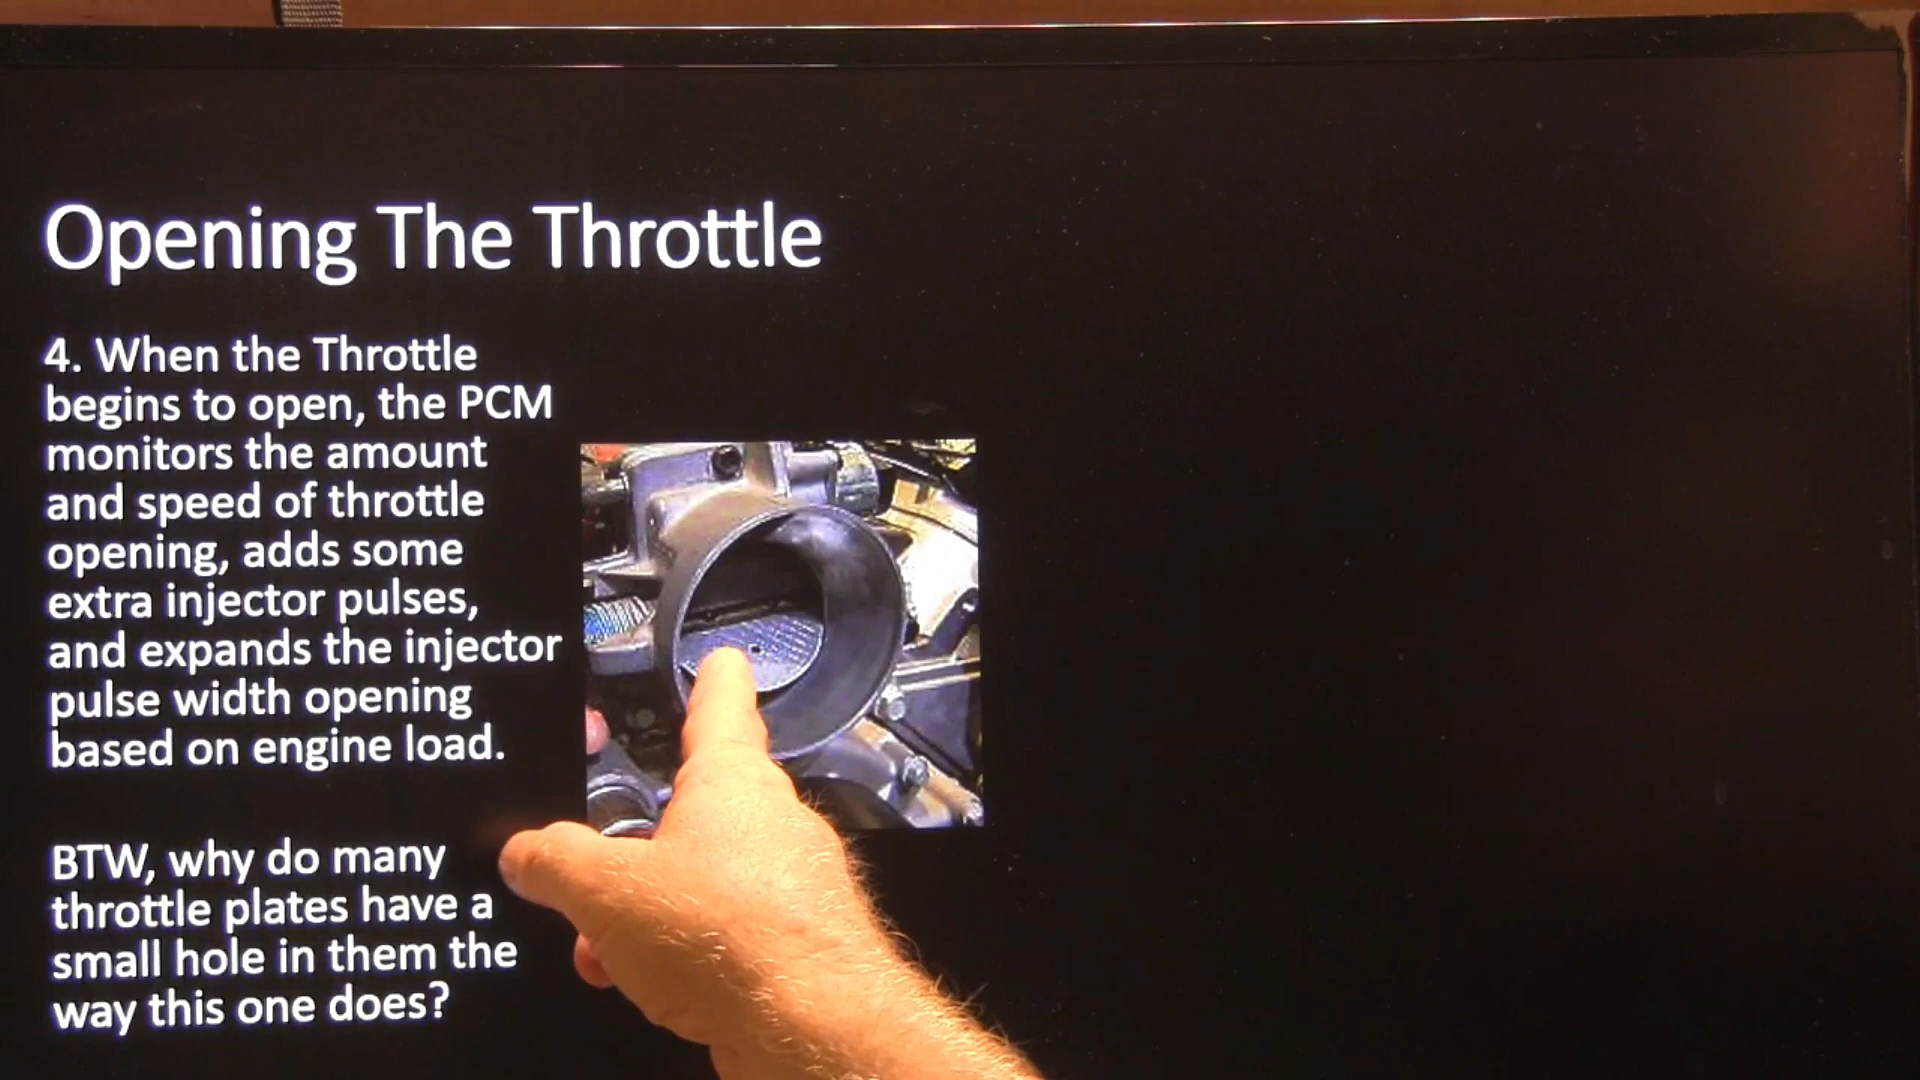 Opening The Throttle
4. When the Throttle
begins to open, the PCM
monitors the amount
and speed of throttle
opening, adds some
extra injector pulses,
and expands the injector
pulse width opening
based on engine load.
BTW, why do many
throttle plates have a
small hole in them the
way this one does?